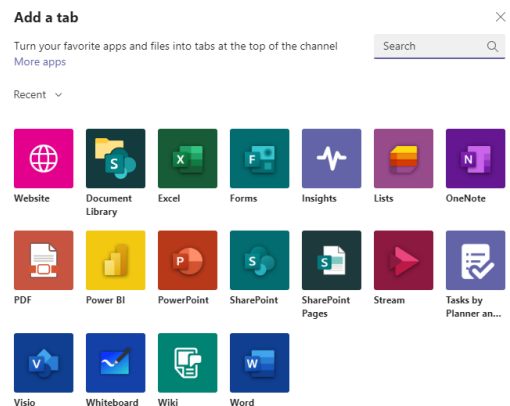 Add a tab
Turn your favorite apps and files into tabs at the top of the channel
More apps
Search
Recent
Website
Document
Library
Excel
Forms
Insights
Lists
OneNote
PDF
Power BI
PowerPoint
SharePoint
SharePoint
Pages
Stream
Tasks by
Planner an...
Visio
Whiteboard
Wiki
Word